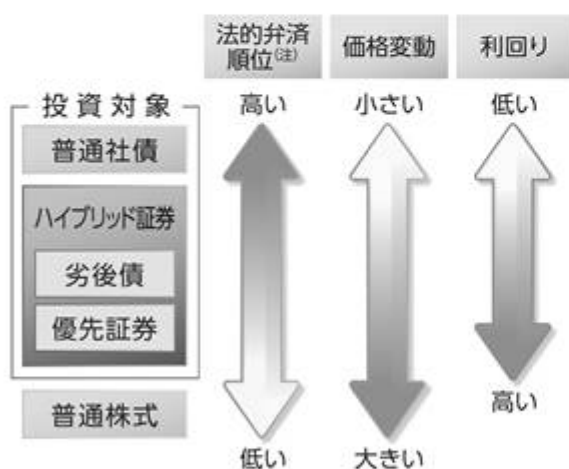 法的弁済
順位(注)
価格変動
利回り
高い
小さい
低い
投資対象
普通社債
ハイブリッド証券
劣後債
優先証券
普通株式
低い
大きい
高い